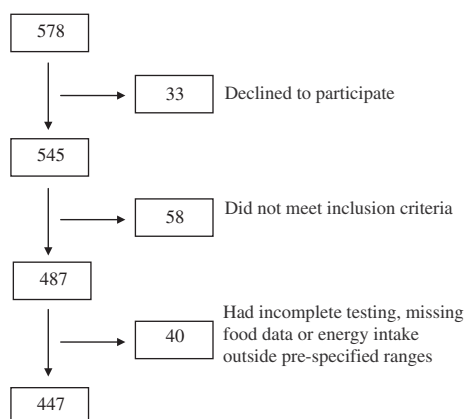 578
33
Declined to participate
545
58
Did not meet inclusion criteria
487
40
Had incomplete testing, missing
food data or energy intake
outside pre-specified ranges
447